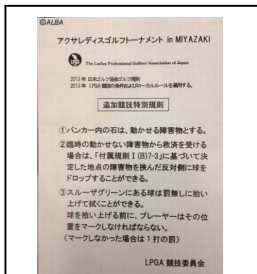 ©ALBA
アクサレディスゴルフトーナメント in MIYAZAKI
The Ladies Professional Golfers' Association of Japan
2013年 日本ゴルフ協会ゴルフ規則
2013年 LPGA 競技の条件およびローカルルールを適用する。
追加競技特別規則
①バンカー内の石は、動かせる障害物とする。
②臨時の動かせない障害物から救済を受ける
場合は、「付属規則Ⅰ(B)7-3」に基づいて決
定した地点の障害物を挟んだ反対側に球を
ドロップすることができる。
③スルーザグリーンにある球は罰無しに拾い
上げて拭くことができる。
球を拾い上げる前に、プレーヤーはその位
置をマークしなければならない。
(マークしなかった場合は1打の罰)
LPGA 競技委員会